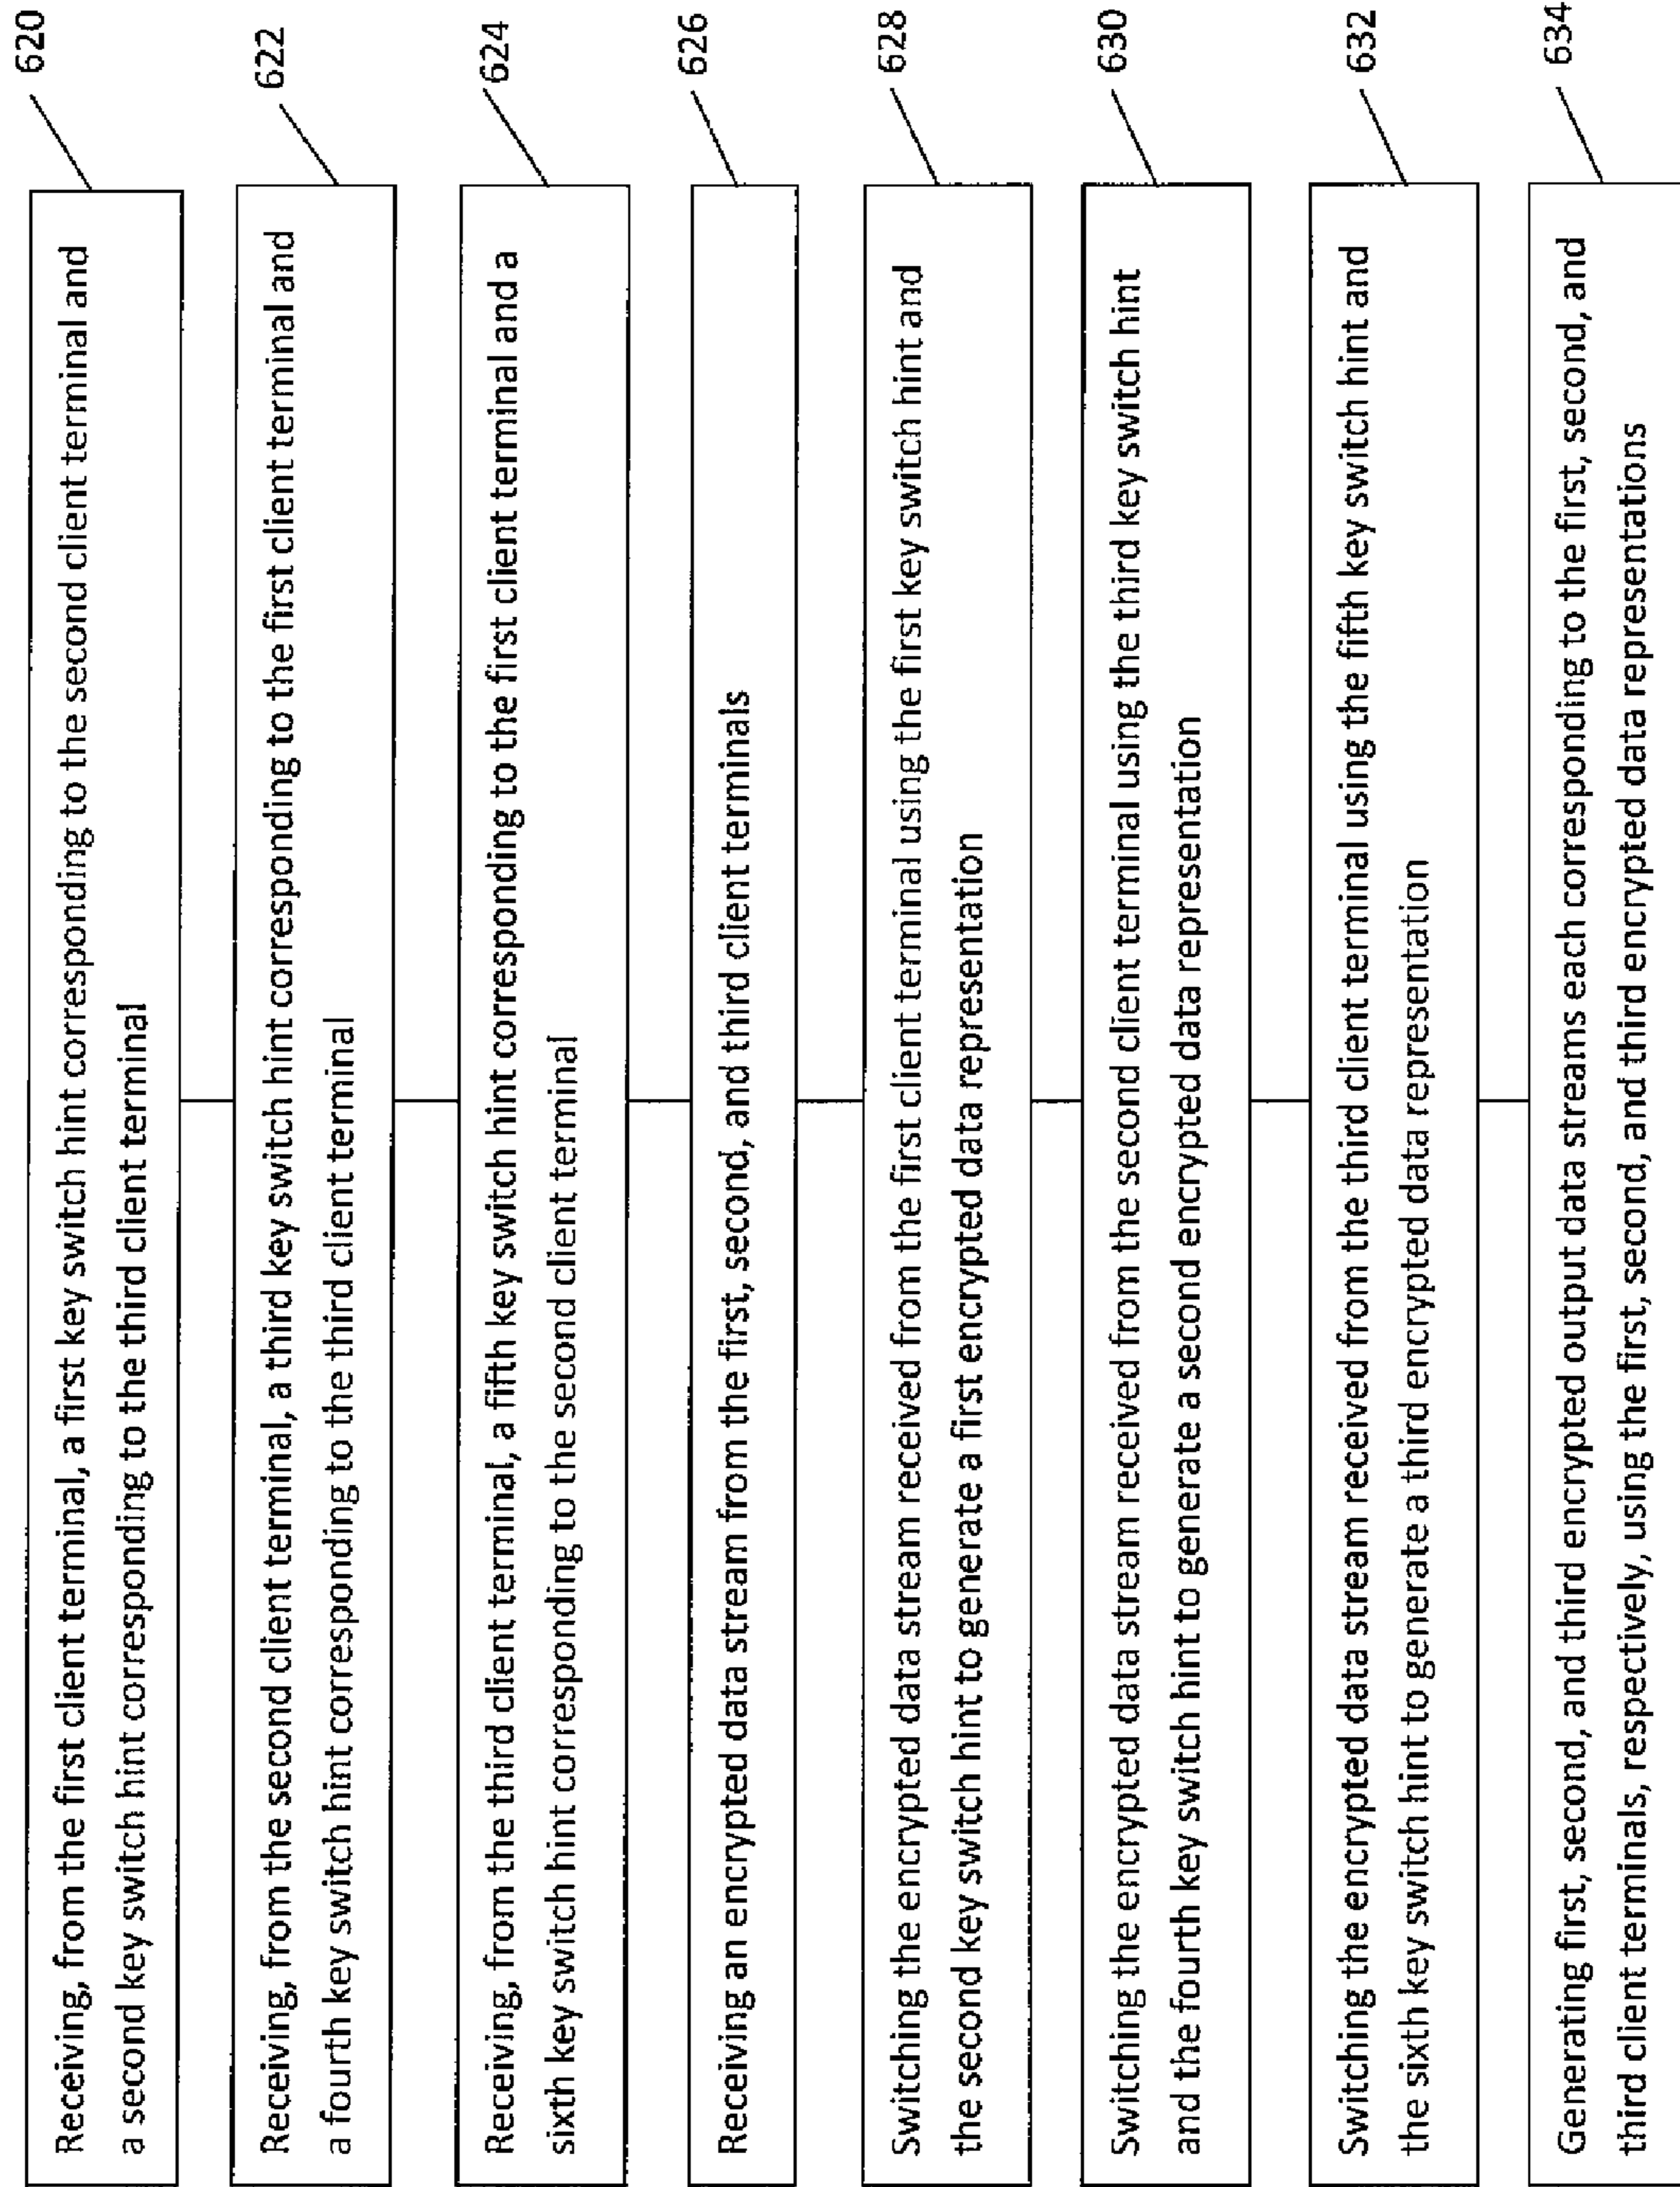 620
Receiving, from the first client terminal, a first key switch hint corresponding to the second client terminal and
a second key switch hint corresponding to the third client terminal
622
Receiving, from the second client terminal, a third key switch hint corresponding to the first client terminal and
a fourth key switch hint corresponding to the third client terminal
624
Receiving, from the third client terminal, a fifth key switch hint corresponding to the first client terminal and a
sixth key switch hint corresponding to the second client terminal
626
Receiving an encrypted data stream from the first, second, and third client terminals
628
Switching the encrypted data stream received from the first client terminal using the first key switch hint and
the second key switch hint to generate a first encrypted data representation
630
Switching the encrypted data stream received from the second client terminal using the third key switch hint
and the fourth key switch hint to generate a second encrypted data representation
632
Switching the encrypted data stream received from the third client terminal using the fifth key switch hint and
the sixth key switch hint to generate a third encrypted data representation
634
Generating first, second, and third encrypted output data streams each corresponding to the first, second, and
third client terminals, respectively, using the first, second, and third encrypted data representations